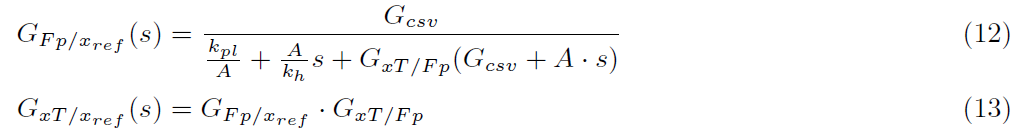 $G_{Fp/x_{ref}}(s) = \frac{G_{csv}}{\frac{k_{pl}}{A} + \frac{A}{k_h} s + G_{xT/Fp}(G_{csv} + A \cdot s)}$ (12)
$G_{xT/x_{ref}}(s) = G_{Fp/x_{ref}} \cdot G_{xT/Fp}$ (13)